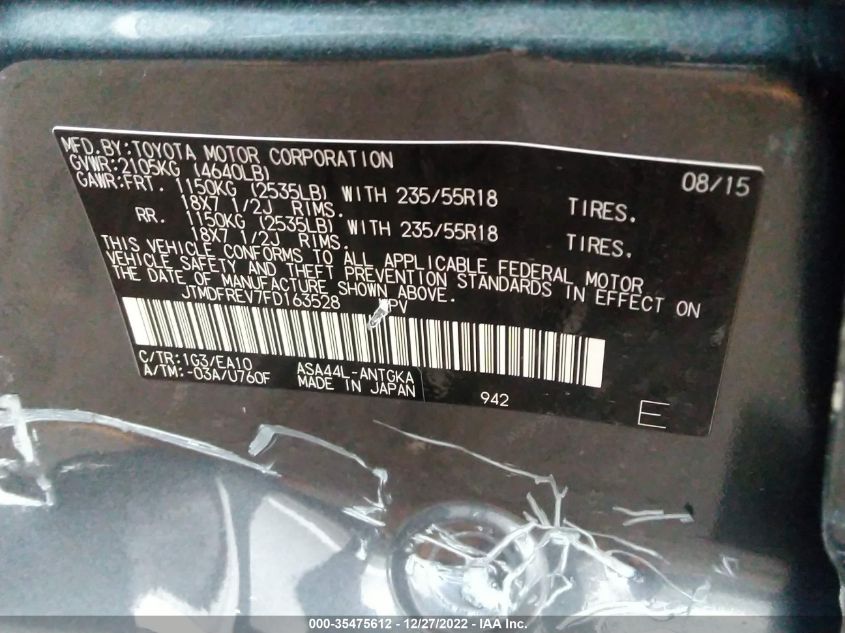 MFD.BY:TOYOTA MOTOR CORPORATION 08/15
GVWR:2105KG (4640LB)
GAWR:FRT. 1150KG (2535LB) WITH 235/55R18 TIRES.
18X7 1/2J RIMS.
RR. 1150KG (2535LB) WITH 235/55R18 TIRES.
18X7 1/2J RIMS.
THIS VEHICLE CONFORMS TO ALL APPLICABLE FEDERAL MOTOR
VEHICLE SAFETY AND THEFT PREVENTION STANDARDS IN EFFECT ON
THE DATE OF MANUFACTURE SHOWN ABOVE.
JTMDFREV7FD163528
C/TR:1G3/EA10 ASA44L-ANTGKA
A/TM:-03A/U760F MADE IN JAPAN 942 E
000-35475612 - 12/27/2022 - IAA Inc.